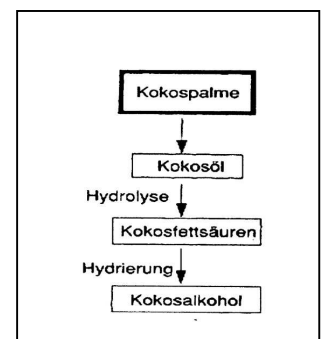 Kokospalme
Kokosöl
Hydrolyse
Kokosfettsäuren
Hydrierung
Kokosalkohol